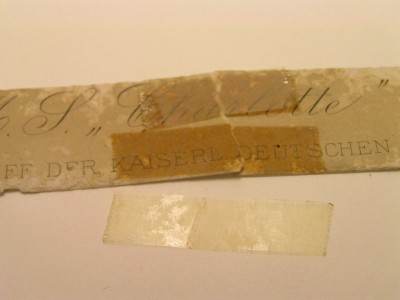 . S. „Charlotte"
FF DER KAISERL. DEUTSCHEN